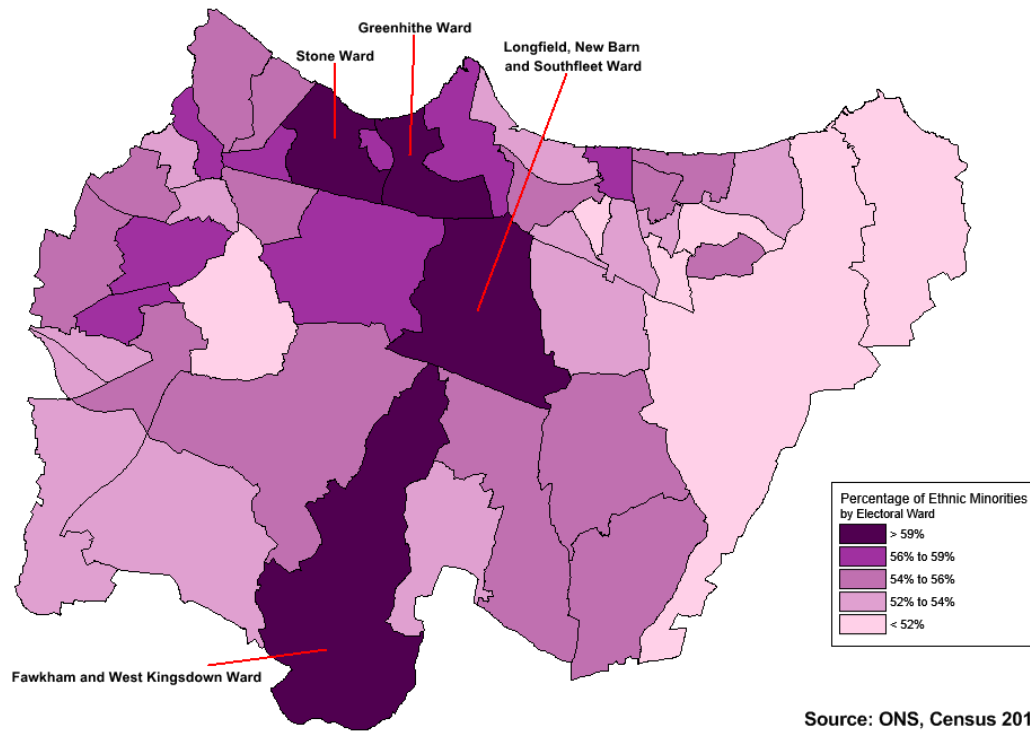 Greenhithe Ward
Stone Ward
Longfield, New Barn
and Southfleet Ward
Percentage of Ethnic Minorities
by Electoral Ward
> 59%
56% to 59%
54% to 56%
52% to 54%
< 52%
Fawkham and West Kingsdown Ward
Source: ONS, Census 201